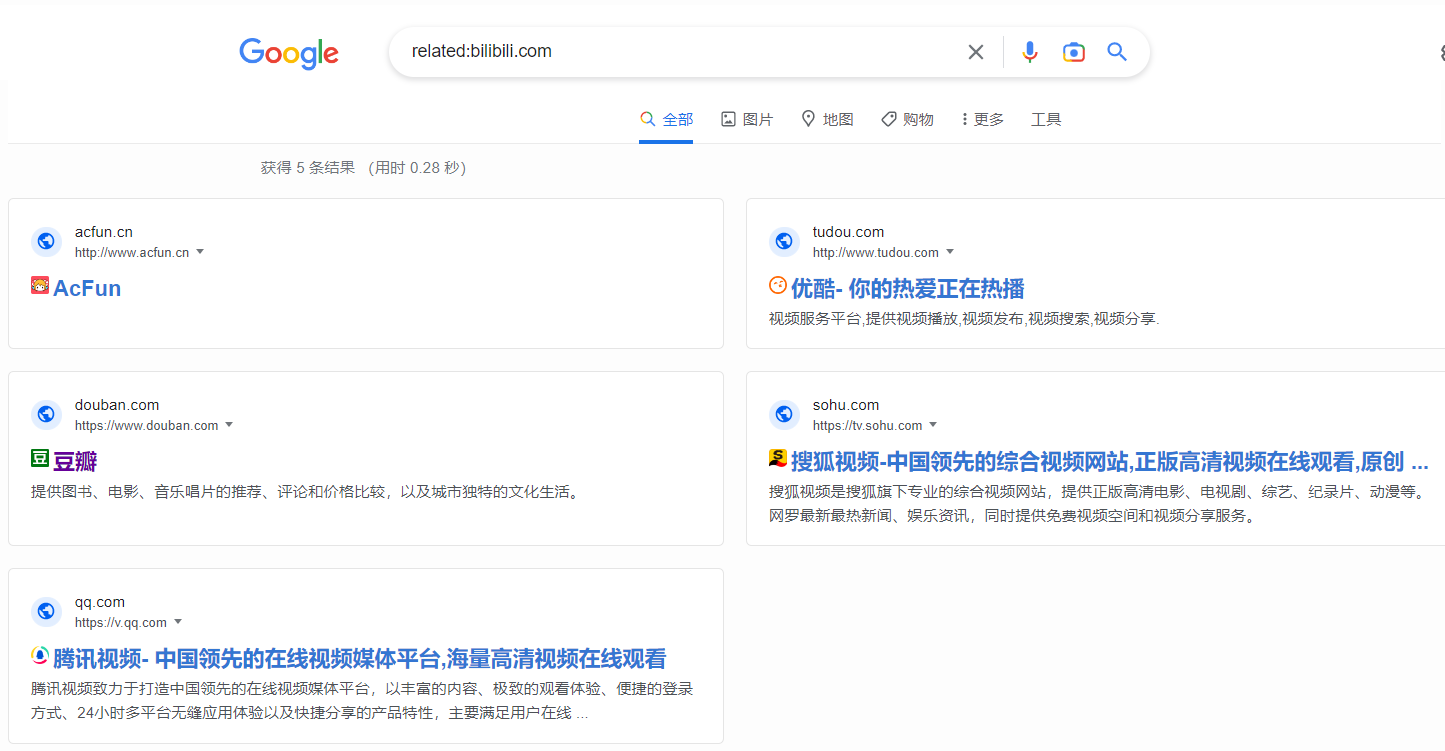 Google
related:bilibili.com
全部 图片 地图 购物 更多 工具
获得 5 条结果 （用时 0.28 秒）
acfun.cn
http://www.acfun.cn
AcFun
tudou.com
http://www.tudou.com
优酷- 你的热爱正在热播
视频服务平台,提供视频播放,视频发布,视频搜索,视频分享.
douban.com
https://www.douban.com
豆 豆瓣
提供图书、电影、音乐唱片的推荐、评论和价格比较，以及城市独特的文化生活。
sohu.com
https://tv.sohu.com
S 搜狐视频-中国领先的综合视频网站,正版高清视频在线观看,原创 ...
搜狐视频是搜狐旗下专业的综合视频网站，提供正版高清电影、电视剧、综艺、纪录片、动漫等。
网罗最新最热新闻、娱乐资讯，同时提供免费视频空间和视频分享服务。
qq.com
https://v.qq.com
腾讯视频- 中国领先的在线视频媒体平台,海量高清视频在线观看
腾讯视频致力于打造中国领先的在线视频媒体平台，以丰富的内容、极致的观看体验、便捷的登录
方式、24小时多平台无缝应用体验以及快捷分享的产品特性，主要满足用户在线 ...